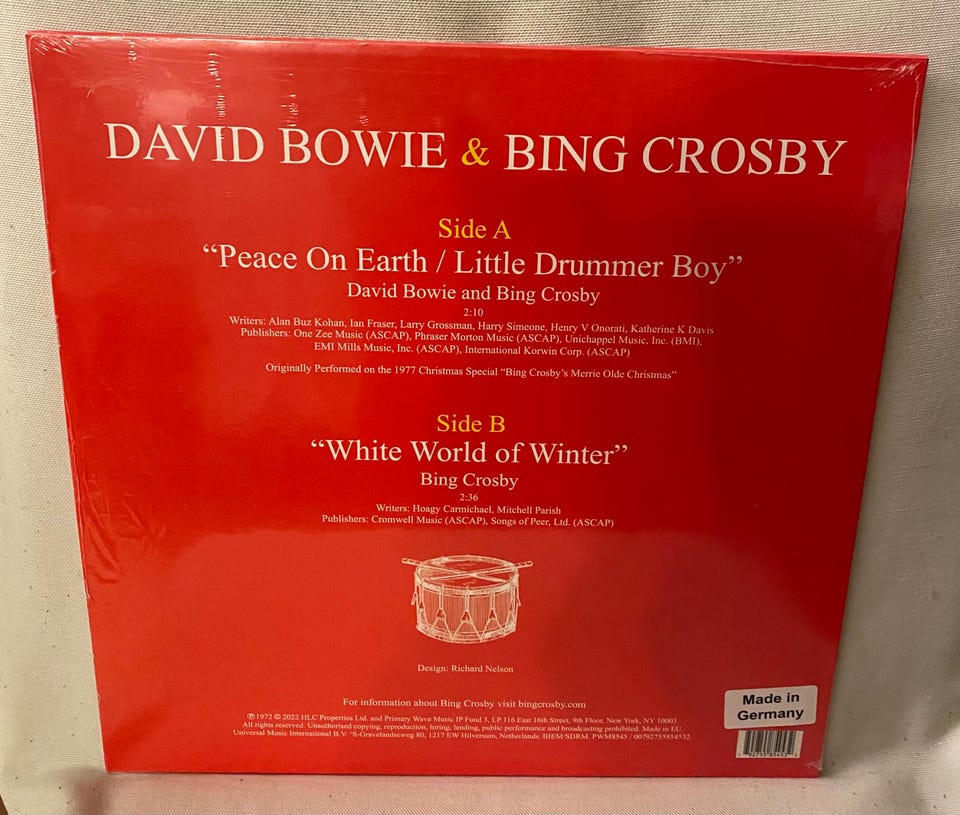 DAVID BOWIE & BING CROSBY
Side A
“Peace On Earth / Little Drummer Boy”
David Bowie and Bing Crosby
2:10
Writers: Alan Buz Kohan, Ian Fraser, Larry Grossman, Harry Simeone, Henry V Onorati, Katherine K Davis
Publishers: One Zee Music (ASCAP), Phraser Morton Music (ASCAP), Unichappel Music, Inc. (BMI),
EMI Mills Music, Inc. (ASCAP), International Korwin Corp. (ASCAP)
Originally Performed on the 1977 Christmas Special “Bing Crosby’s Merrie Olde Christmas”
Side B
“White World of Winter”
Bing Crosby
2:36
Writers: Hoagy Carmichael, Mitchell Parish
Publishers: Cromwell Music (ASCAP), Songs of Peer, Ltd. (ASCAP)
Design: Richard Nelson
For information about Bing Crosby visit bingcrosby.com
℗ 1972 © 2022 HLC Properties Ltd. and Primary Wave Music IP Fund 3, LP 116 East 16th Street, 9th Floor, New York, NY 10003.
All rights reserved. Unauthorised copying, reproduction, hiring, lending, public performance and broadcasting prohibited. Made in EU.
Universal Music International B.V. ’S-Gravelandseweg 80, 1217 EW Hilversum, Netherlands. BIEM/SDRM. PWM8545 / 00792755854532.
Made in
Germany